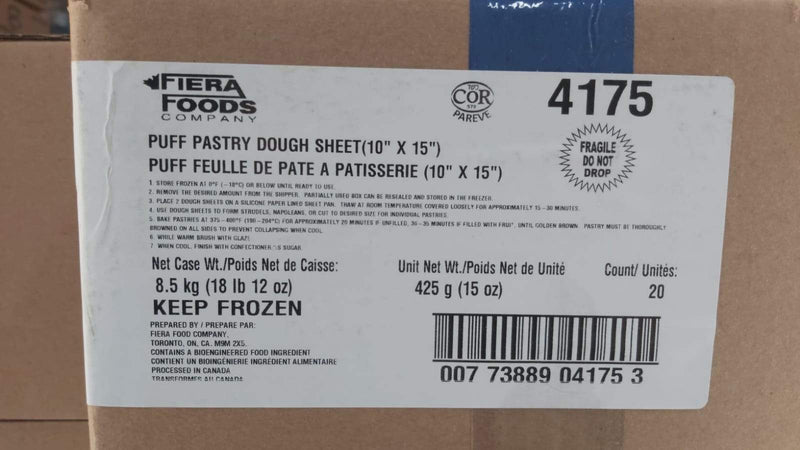 FIERA
FOODS
COMPANY
COR
PAREVE
4175
FRAGILE
DO NOT
DROP
PUFF PASTRY DOUGH SHEET(10" X 15")
PUFF FEUILLE DE PATE A PATISSERIE (10" X 15")
1. STORE FROZEN AT 0°F (-18°C) OR BELOW UNTIL READY TO USE.
2. REMOVE THE DESIRED AMOUNT FROM THE SHIPPER. PARTIALLY USED BOX CAN BE RESEALED AND STORED IN THE FREEZER.
3. PLACE 2 DOUGH SHEETS ON A SILICONE PAPER LINED SHEET PAN. THAW AT ROOM TEMPERATURE COVERED LOOSELY FOR APPROXIMATELY 15-30 MINUTES.
4. USE DOUGH SHEETS TO FORM STRUDELS, NAPOLEANS, OR CUT TO DESIRED SIZE FOR INDIVIDUAL PASTRIES.
5. BAKE PASTRIES AT 375-400°F (190-204°C) FOR APPROXIMATELY 20 MINUTES IF UNFILLED, 30-35 MINUTES IF FILLED WITH FRUIT, UNTIL GOLDEN BROWN. PASTRY MUST BE THOROUGHLY
BROWNED ON ALL SIDES TO PREVENT COLLAPSING WHEN COOL.
6. WHILE WARM BRUSH WITH GLAZE
7. WHEN COOL, FINISH WITH SUGAR.
Net Case Wt./Poids Net de Caisse:
8.5 kg (18 lb 12 oz)
Unit Net Wt./Poids Net de Unité
425 g (15 oz)
Count/ Unités:
20
KEEP FROZEN
PREPARED BY / PREPARE PAR:
FIERA FOOD COMPANY,
TORONTO, ON, CA. M9M 2X5.
CONTAINS A BIOENGINEERED FOOD INGREDIENT
CONTIENT UN BIOINGÉNIERIE INGRÉDIENT ALIMENTAIRE
PROCESSED IN CANADA
TRANSFORMES AU CANADA
007 73889 04175 3